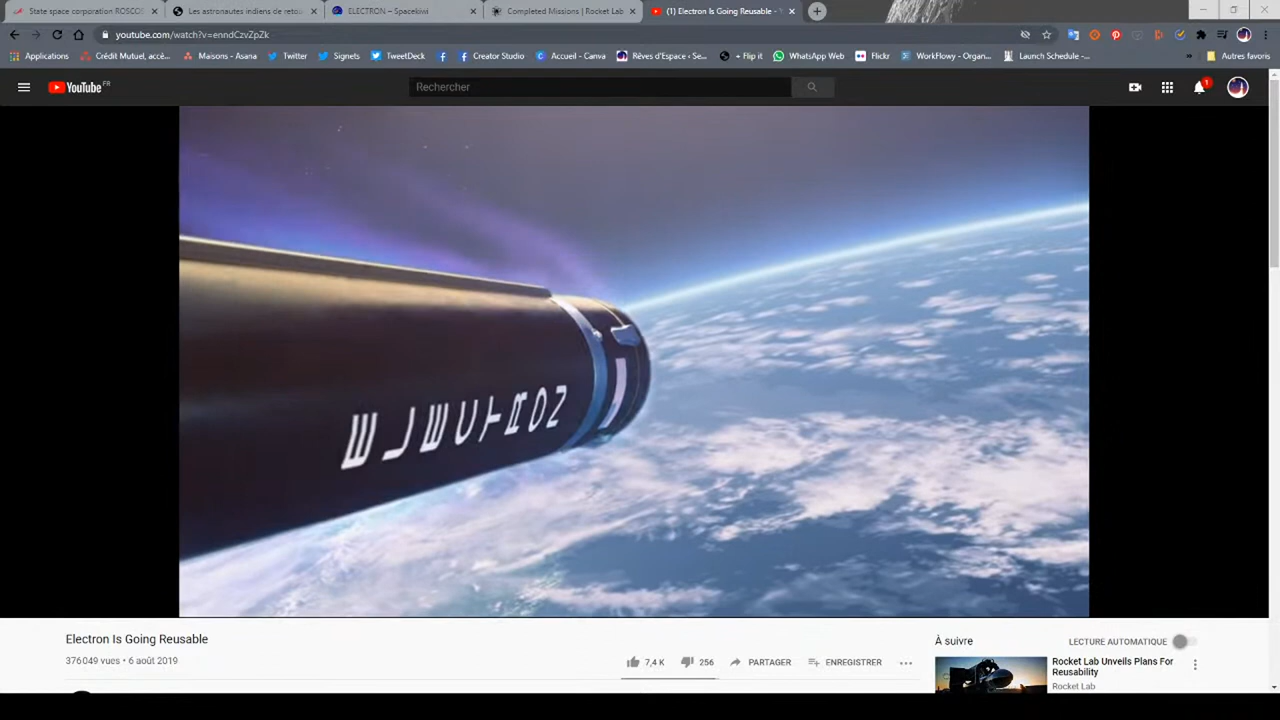 State space corporation ROSCOS
Les astronautes indiens de retou
ELECTRON – Spacekiwi
Completed Missions | Rocket Lab
(1) Electron Is Going Reusable - Y
youtube.com/watch?v=enndCzvZpZk
Applications
Crédit Mutuel, accè...
Maisons - Asana
Twitter
Signets
TweetDeck
Creator Studio
Accueil - Canva
Rêves d'Espace ‹ Se...
+ Flip it
WhatsApp Web
Flickr
WorkFlowy - Organ...
Launch Schedule –...
»
Autres favoris
YouTube FR
Rechercher
1
ELECTRON
Electron Is Going Reusable
376 049 vues • 6 août 2019
7,4 K
256
PARTAGER
ENREGISTRER
À suivre
LECTURE AUTOMATIQUE
Rocket Lab Unveils Plans For
Reusability
Rocket Lab